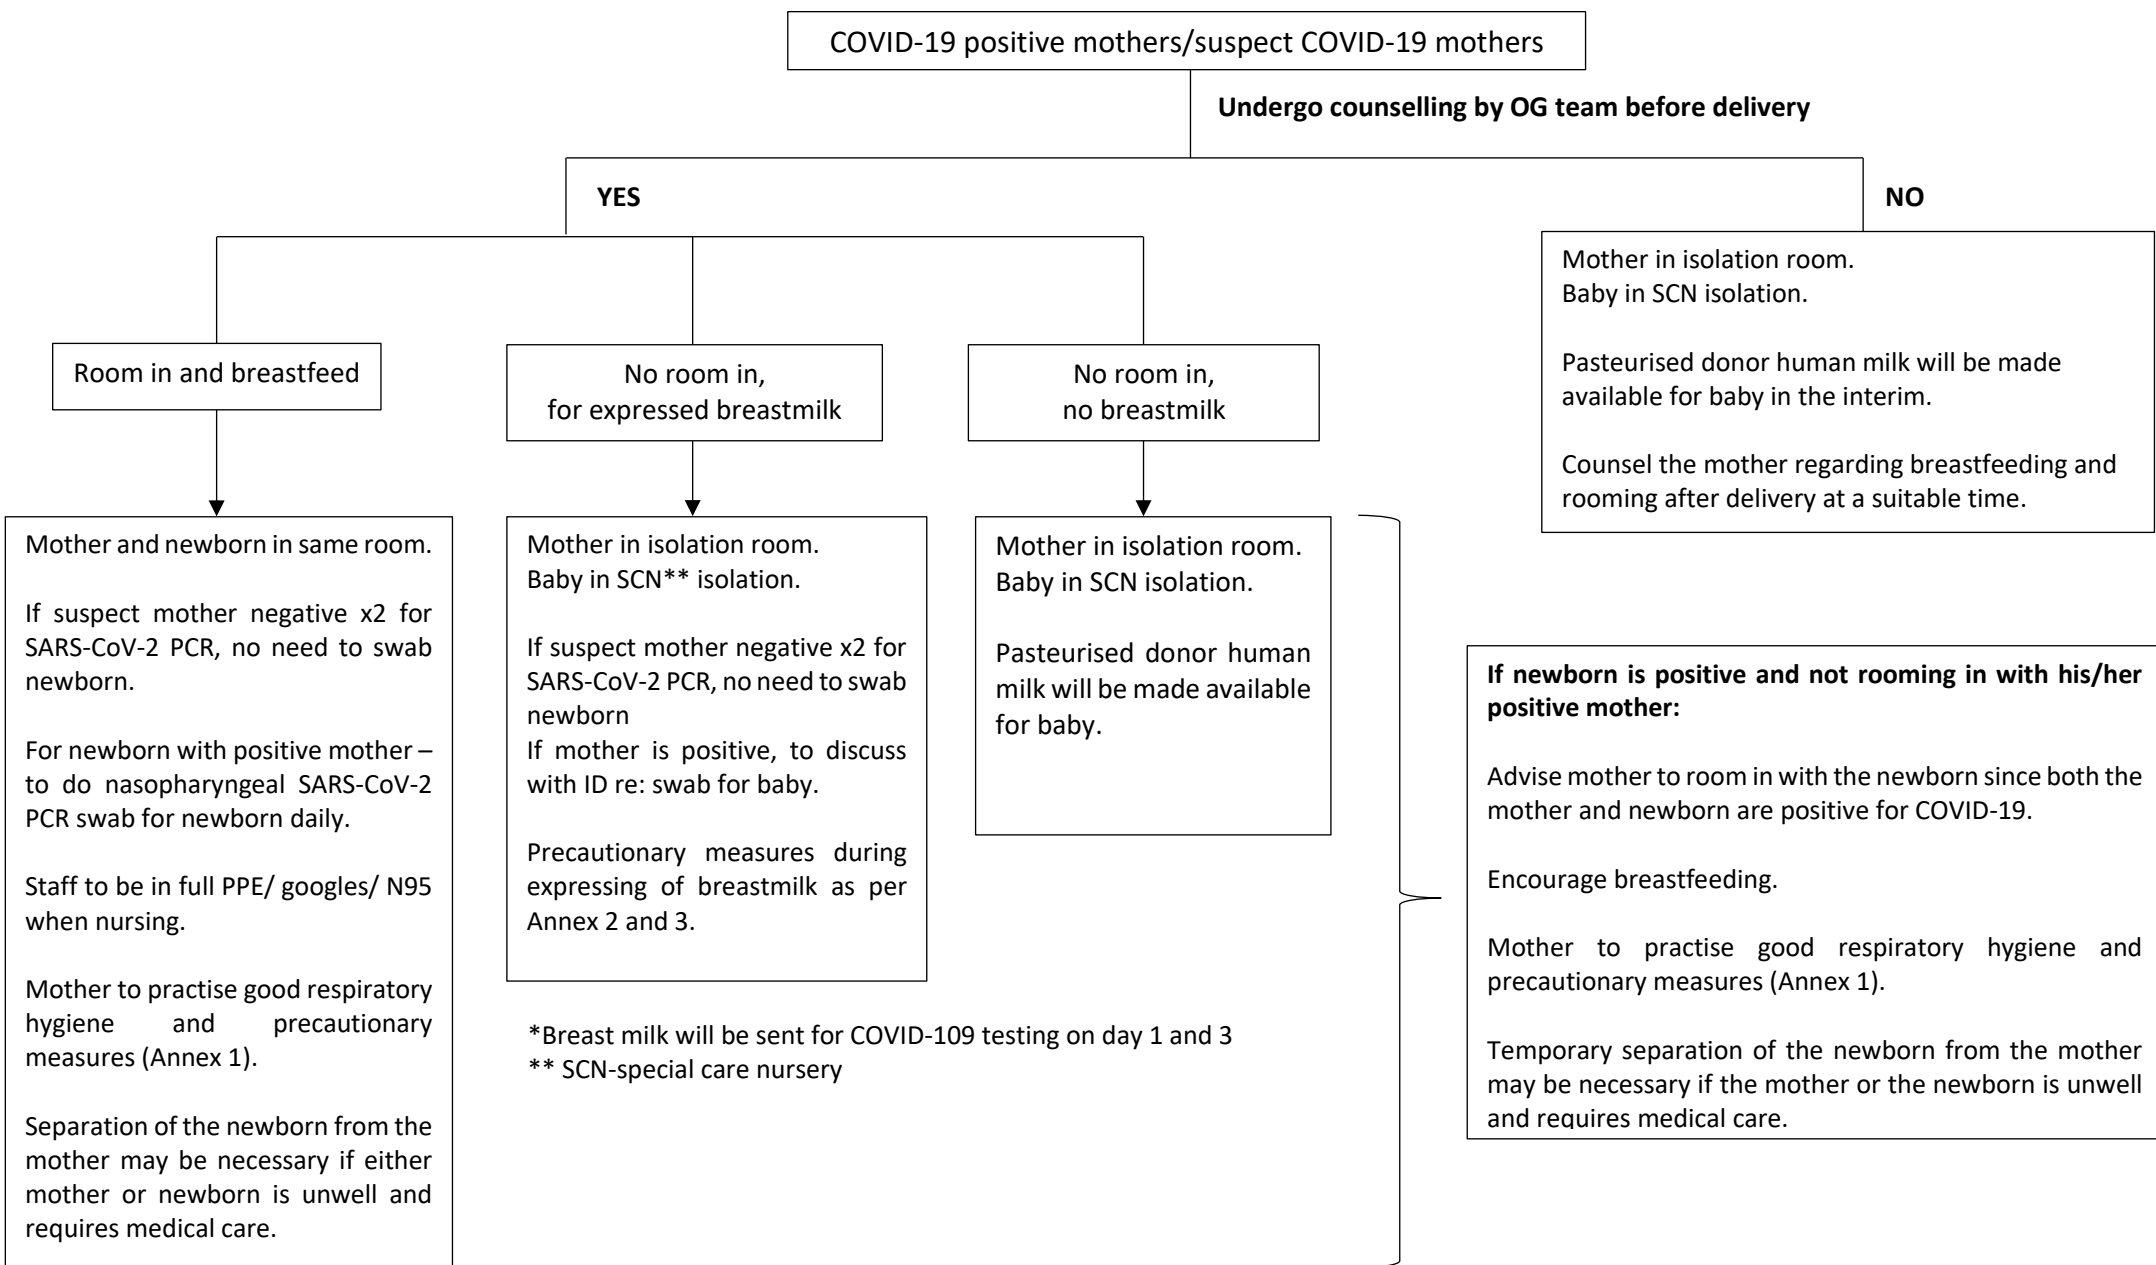 COVID-19 positive mothers/suspect COVID-19 mothers
Undergo counselling by OG team before delivery
YES
NO
Room in and breastfeed
No room in,
for expressed breastmilk
No room in,
no breastmilk
Mother in isolation room.
Baby in SCN isolation.
Pasteurised donor human milk will be made
available for baby in the interim.
Counsel the mother regarding breastfeeding and
rooming after delivery at a suitable time.
Mother and newborn in same room.
If suspect mother negative x2 for
SARS-CoV-2 PCR, no need to swab
newborn.
For newborn with positive mother –
to do nasopharyngeal SARS-CoV-2
PCR swab for newborn daily.
Staff to be in full PPE/ googles/ N95
when nursing.
Mother to practise good respiratory
hygiene and precautionary
measures (Annex 1).
Separation of the newborn from the
mother may be necessary if either
mother or newborn is unwell and
requires medical care.
Mother in isolation room.
Baby in SCN** isolation.
If suspect mother negative x2 for
SARS-CoV-2 PCR, no need to swab
newborn
If mother is positive, to discuss
with ID re: swab for baby.
Precautionary measures during
expressing of breastmilk as per
Annex 2 and 3.
Mother in isolation room.
Baby in SCN isolation.
Pasteurised donor human
milk will be made available
for baby.
*Breast milk will be sent for COVID-109 testing on day 1 and 3
** SCN-special care nursery
If newborn is positive and not rooming in with his/her
positive mother:
Advise mother to room in with the newborn since both the
mother and newborn are positive for COVID-19.
Encourage breastfeeding.
Mother to practise good respiratory hygiene and
precautionary measures (Annex 1).
Temporary separation of the newborn from the mother
may be necessary if the mother or the newborn is unwell
and requires medical care.